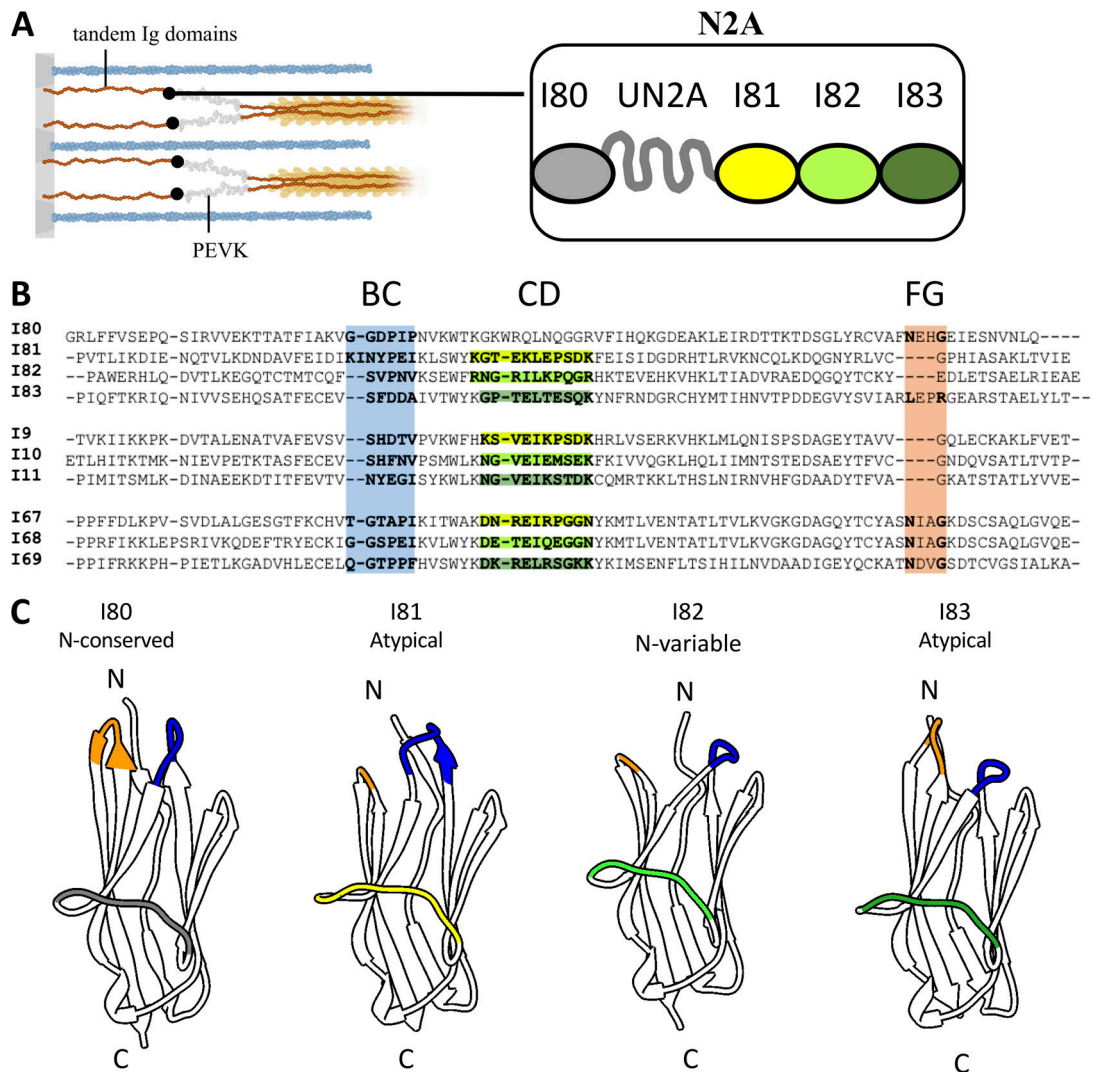 A
tandem Ig domains
PEVK
N2A
I80 UN2A I81 I82 I83
B
BC CD FG
I80 GRLFFVSEPQ-SIRVVEKTTATFIAKVG-GDPIPNVKWTKGKWRQLNQGGRVFIHQKGDEAKLEIRDTTKTDSGLYRCVAFNEHGEIESNVNLQ----
I81 -PVTLIKDIE-NQTVLKDNDAVFEIDIKINYPEIKLSWYKGT-EKLEPSDKFEISIDGDRHTLRVKNCQLKDQGNYRLVC----GPHIASAKLTVIE
I82 --PAWERHLQ-DVTLKEGQTCTMTCQF--SVPNVKSEWFRNG-RILKPQGRHKTEVEHKVHKLTIADVRAEDQGQYTCKY----EDLETSAELRIEAE
I83 -PIQFTKRIQ-NIVVSEHQSATFECEV--SFDDAIVTWYKGP-TELTESQKYNFRNDGRCHYMTIHNVTPDDEGVYSVIARLEPRGEARSTAELYLT--
I9 -TVKIIKKPK-DVTALENATVAFEVSV--SHDTVPVKWFHKS-VEIKPSDKHRLVSERKVHKLMLQNISPSDAGEYTAVV----GQLECKAKLFVET-
I10 ETLHITKTMK-NIEVPETKTASFECEV--SHFNVPSMWLKNG-VEIEMSEKFKIVVQGKLHQLIIMNTSTEDSAEYTFVC----GNDQVSATLTVTP-
I11 -PIMITSMLK-DINAEEKDTITFEVTV--NYEGISYKWLKNG-VEIKSTDKCQMRTKKLTHSLNIRNVHFGDAADYTFVA----GKATSTATLYVVE-
I67 -PPFFDLKPV-SVDLALGESGTFKCHVT-GTAPIKITWAKDN-REIRPGGNYKMTLVENTATLTVLKVGKGDAGQYTCYASNIAGKDSCSAQLGVQE-
I68 -PPRFIKKLEPSRIVKQDEFTRYECKIG-GSPEIKVLWYKDE-TEIQEGGNYKMTLVENTATLTVLKVGKGDAGQYTCYASNIAGKDSCSAQLGVQE-
I69 -PPIFRKKPHP-IETLKGADVHLECELQ-GTPPFHVSWYKDK-RELRSGKKYKIMSENFLTSIHILNVDAADIGEYQCKATNDVGSDTCVGSIALKA-
C
I80 I81 I82 I83
N-conserved Atypical N-variable Atypical
N N N N
C C C C